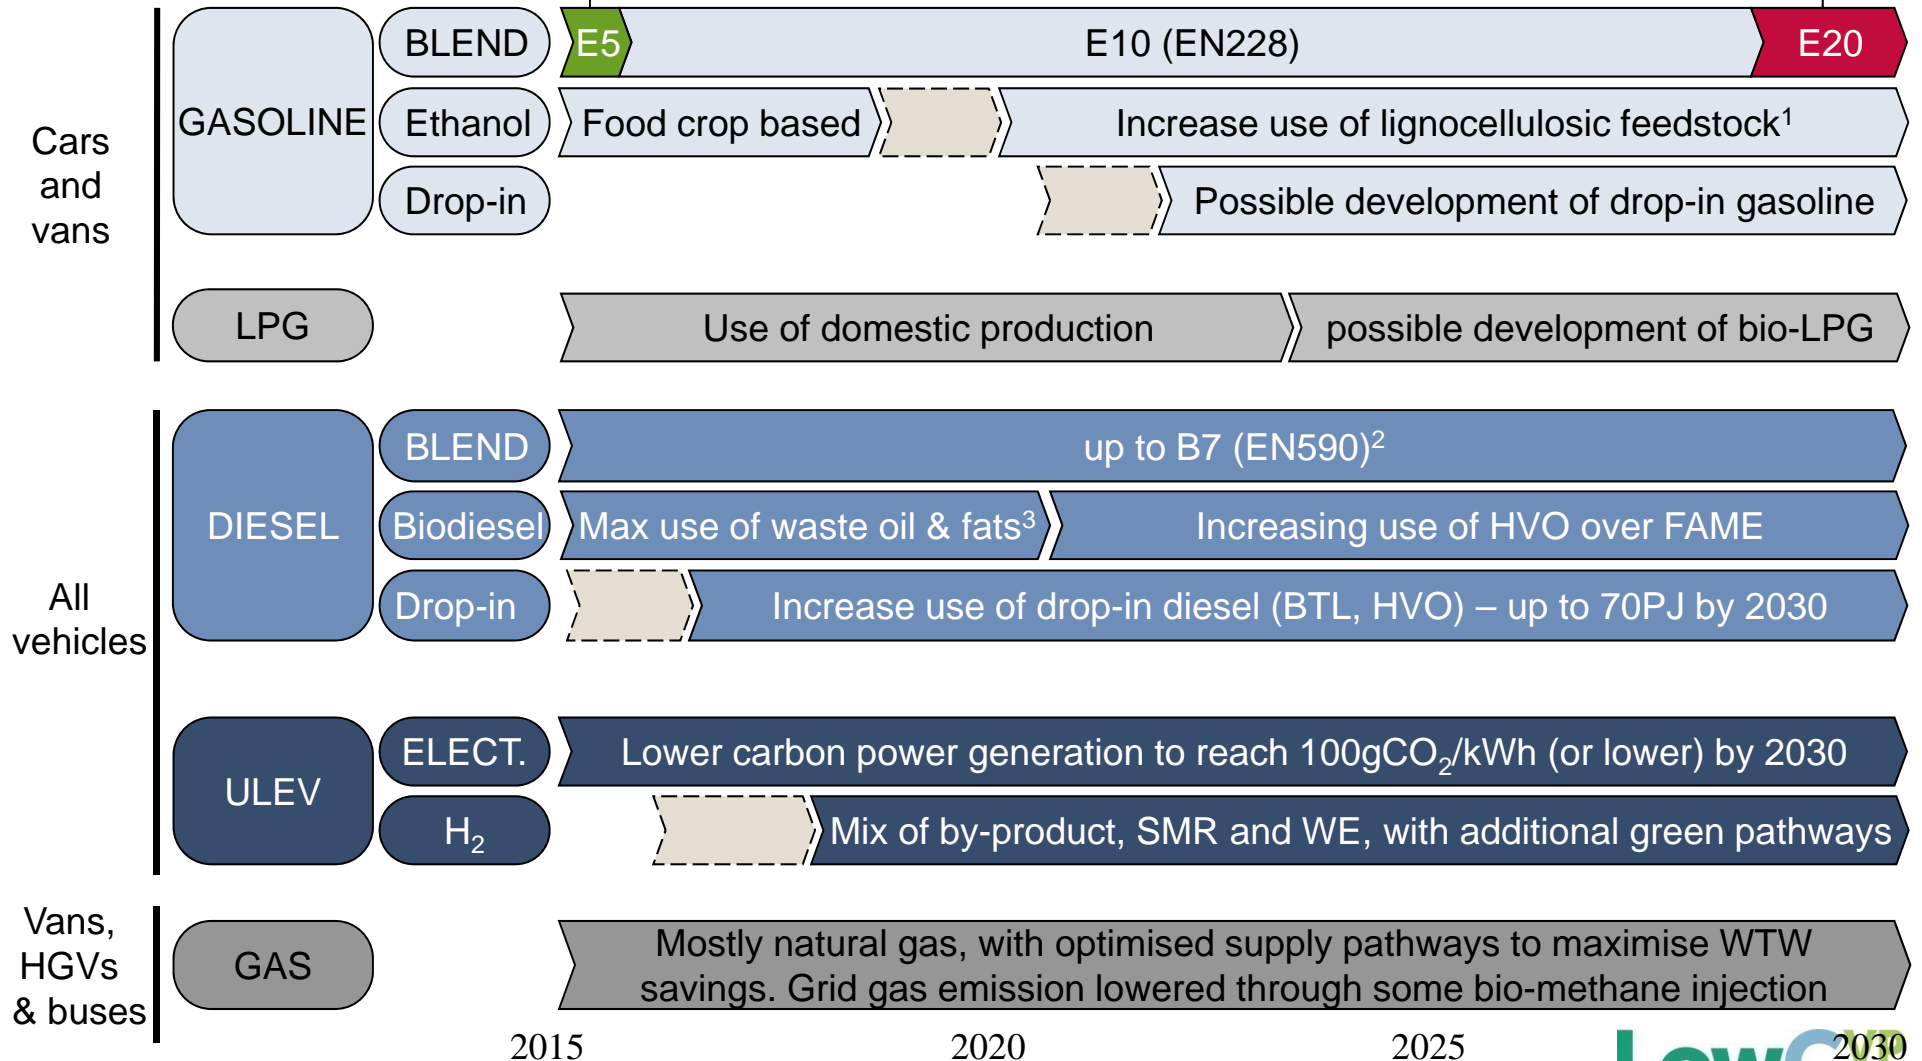 Cars
and
vans
GASOLINE
BLEND
E5
E10 (EN228)
E20
Ethanol
Food crop based
Increase use of lignocellulosic feedstock¹
Drop-in
Possible development of drop-in gasoline
LPG
Use of domestic production
possible development of bio-LPG
All
vehicles
DIESEL
BLEND
up to B7 (EN590)²
Biodiesel
Max use of waste oil & fats³
Increasing use of HVO over FAME
Drop-in
Increase use of drop-in diesel (BTL, HVO) – up to 70PJ by 2030
ULEV
ELECT.
Lower carbon power generation to reach 100gCO₂/kWh (or lower) by 2030
H₂
Mix of by-product, SMR and WE, with additional green pathways
Vans,
HGVs
& buses
GAS
Mostly natural gas, with optimised supply pathways to maximise WTW
savings. Grid gas emission lowered through some bio-methane injection
2015
2020
2025
2030
LowCVP